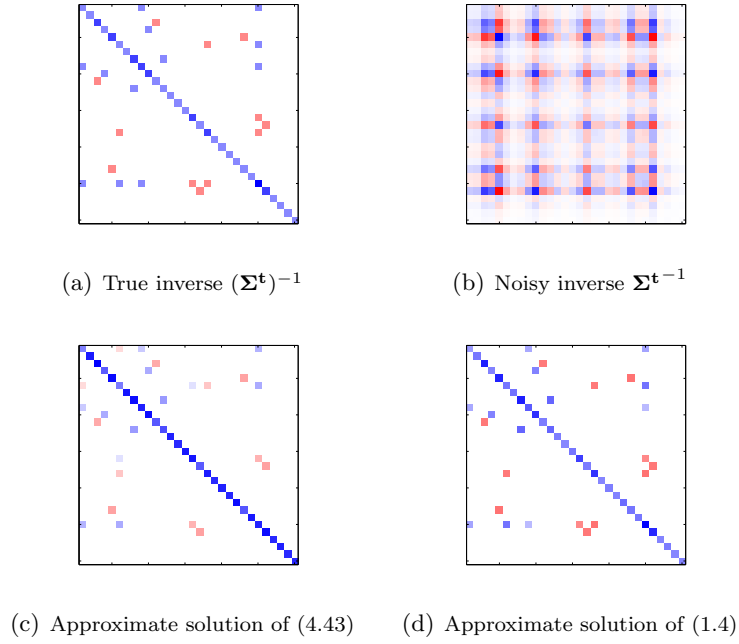 (a) True inverse (Σᵗ)⁻¹
(b) Noisy inverse Σᵗ⁻¹
(c) Approximate solution of (4.43)
(d) Approximate solution of (1.4)